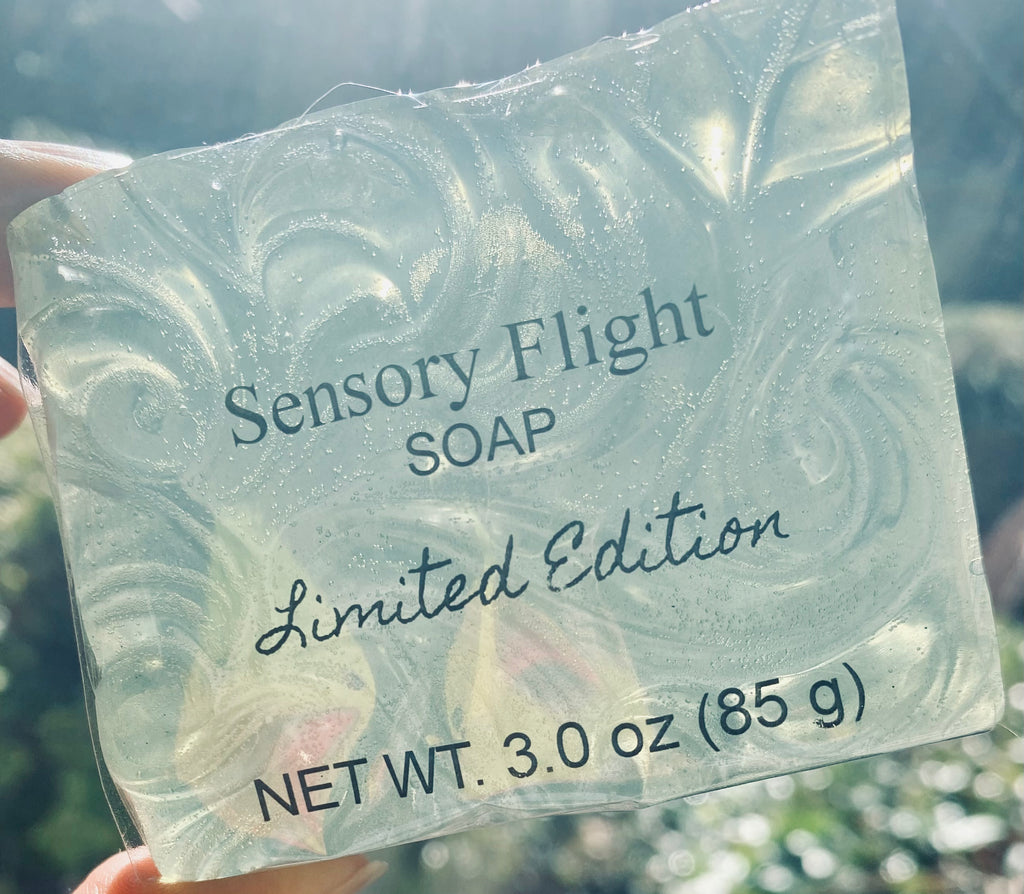 Sensory Flight
SOAP
Limited Edition
NET WT. 3.0 oz (85 g)